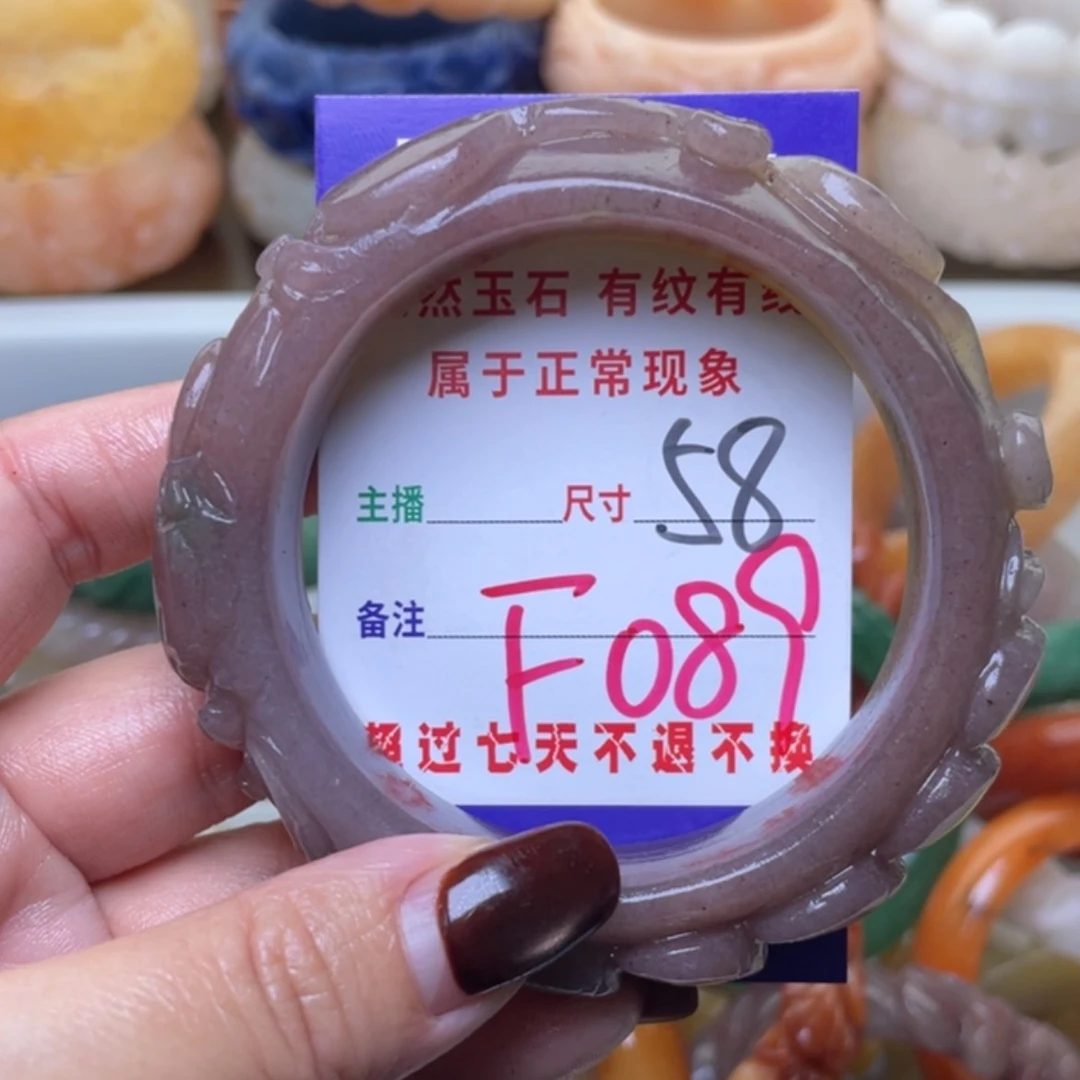 然玉石 有纹有纹
属于正常现象
主播 尺寸 58
备注 F089
超过七天不退不换